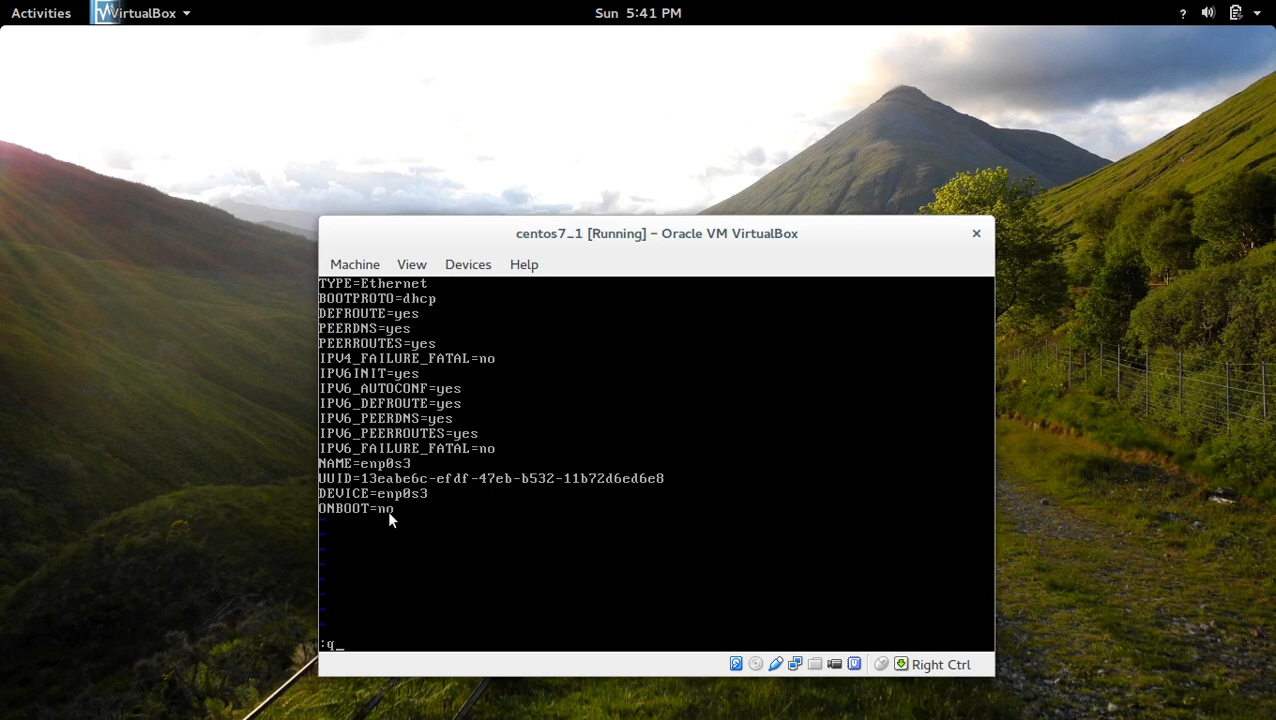 Activities VirtualBox Sun 5:41 PM ?
centos7_1 [Running] - Oracle VM VirtualBox ×
Machine View Devices Help
TYPE=Ethernet
BOOTPROTO=dhcp
DEFROUTE=yes
PEERDNS=yes
PEERROUTES=yes
IPV4_FAILURE_FATAL=no
IPV6INIT=yes
IPV6_AUTOCONF=yes
IPV6_DEFROUTE=yes
IPV6_PEERDNS=yes
IPV6_PEERROUTES=yes
IPV6_FAILURE_FATAL=no
NAME=enp0s3
UUID=13eabe6c-efdf-47eb-b532-11b72d6ed6e8
DEVICE=enp0s3
ONBOOT=no
~
~
~
~
~
~
~
~
:q_
Right Ctrl